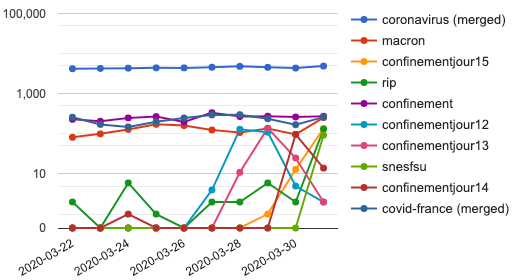 100,000
1,000
10
0
2020-03-22
2020-03-24
2020-03-26
2020-03-28
2020-03-30
coronavirus (merged)
macron
confinementjour15
rip
confinement
confinementjour12
confinementjour13
snesfsu
confinementjour14
covid-france (merged)